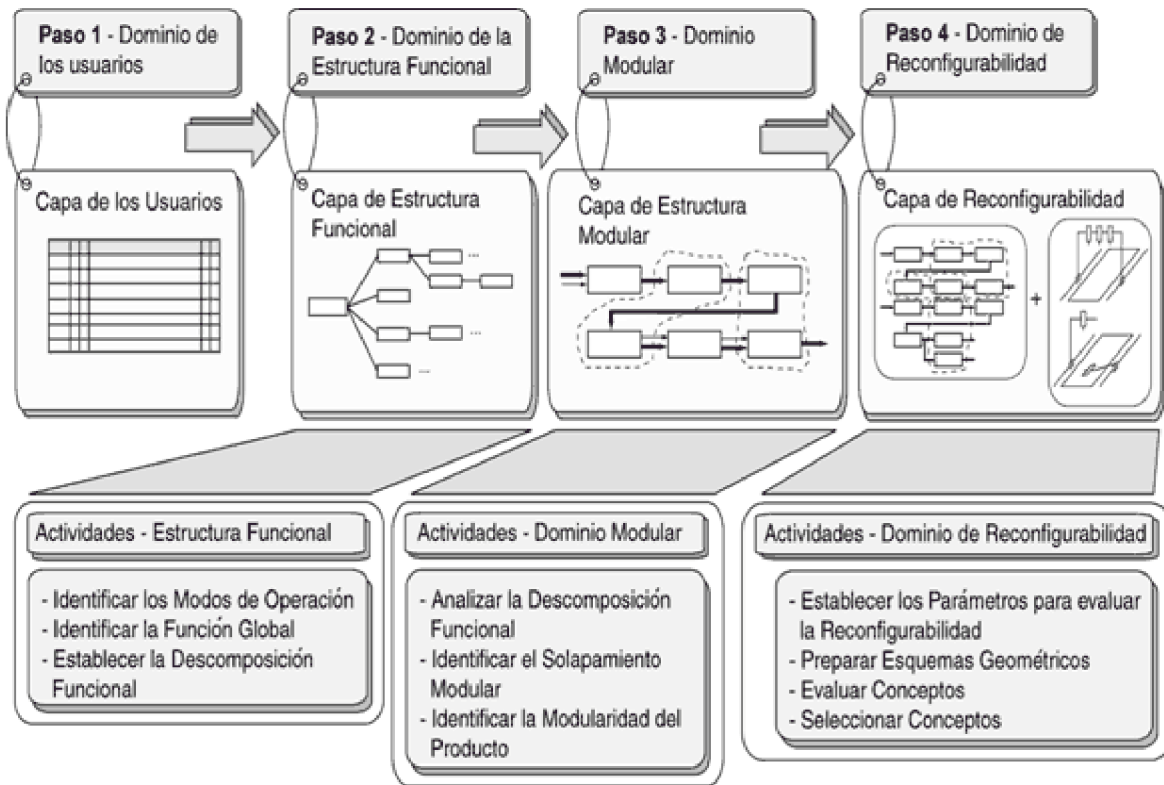 Paso 1 - Dominio de
los usuarios
Paso 2 - Dominio de la
Estructura Funcional
Paso 3 - Dominio
Modular
Paso 4 - Dominio de
Reconfigurabilidad
Capa de los Usuarios
Capa de Estructura
Funcional
...
...
...
Capa de Estructura
Modular
Capa de Reconfigurabilidad
+
Actividades - Estructura Funcional
- Identificar los Modos de Operación
- Identificar la Función Global
- Establecer la Descomposición
Funcional
Actividades - Dominio Modular
- Analizar la Descomposición
Funcional
- Identificar el Solapamiento
Modular
- Identificar la Modularidad del
Producto
Actividades - Dominio de Reconfigurabilidad
- Establecer los Parámetros para evaluar
la Reconfigurabilidad
- Preparar Esquemas Geométricos
- Evaluar Conceptos
- Seleccionar Conceptos